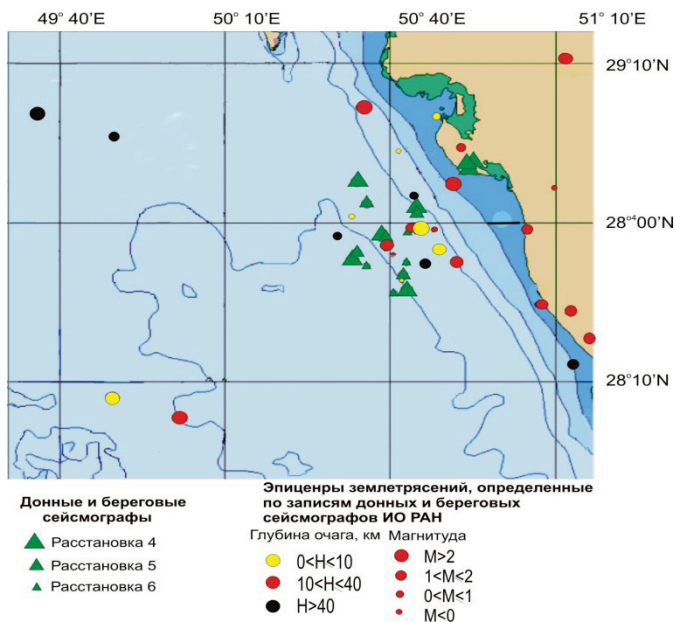 49° 40'E 50° 10'E 50° 40'E 51° 10'E
29°10'N
28°⁴00'N
28°10'N
Донные и береговые
сейсмографы
Расстановка 4
Расстановка 5
Расстановка 6
Эпиценры землетрясений, определенные
по записям донных и береговых
сейсмографов ИО РАН
Глубина очага, км
0<H<10
10<H<40
H>40
Магнитуда
M>2
1<M<2
0<M<1
M<0